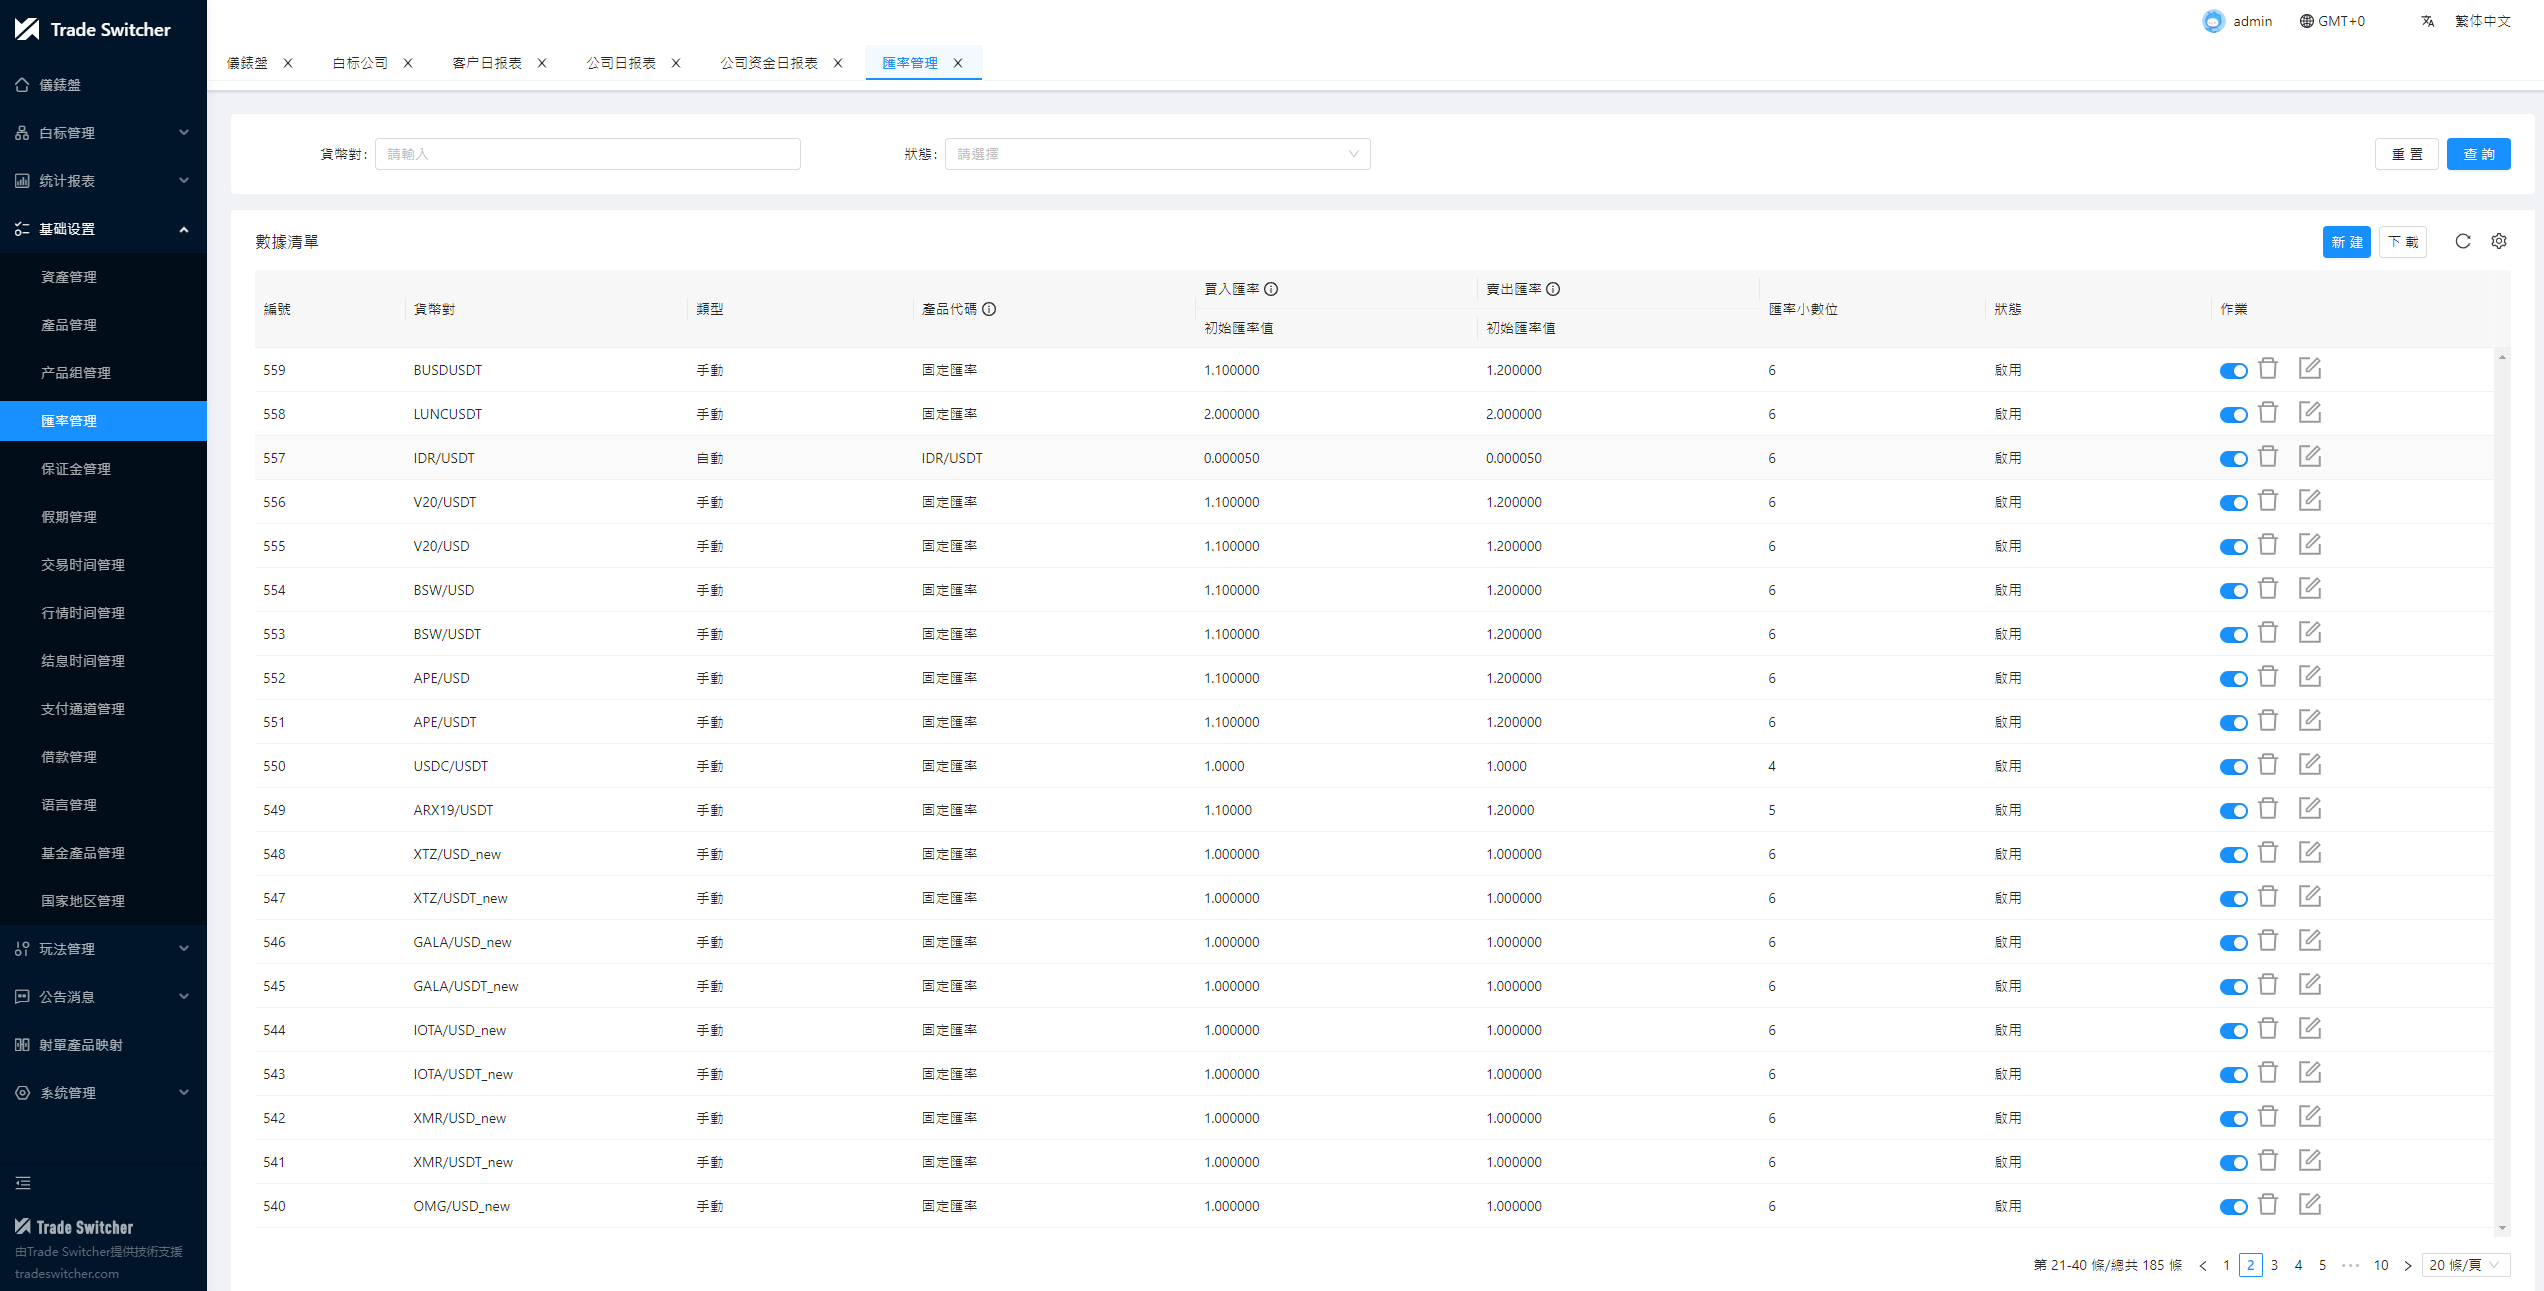 Trade Switcher
admin GMT+0 繁体中文
儀錶盤 白标公司 客户日报表 公司日报表 公司资金日报表 匯率管理
儀錶盤
白标管理
统计报表
基础设置
資產管理
產品管理
产品组管理
匯率管理
保证金管理
假期管理
交易时间管理
行情时间管理
结息时间管理
支付通道管理
借款管理
语言管理
基金產品管理
国家地区管理
玩法管理
公告消息
射單產品映射
系统管理
Trade Switcher
由Trade Switcher提供技術支援
tradeswitcher.com
貨幣對: 請輸入 狀態: 請選擇 重 置 查 詢
數據清單 新 建 下 載
編號 貨幣對 類型 產品代碼 買入匯率 賣出匯率 匯率小數位 狀態 作業
初始匯率值 初始匯率值
559 BUSDUSDT 手動 固定匯率 1.100000 1.200000 6 啟用
558 LUNCUSDT 手動 固定匯率 2.000000 2.000000 6 啟用
557 IDR/USDT 自動 IDR/USDT 0.000050 0.000050 6 啟用
556 V20/USDT 手動 固定匯率 1.100000 1.200000 6 啟用
555 V20/USD 手動 固定匯率 1.100000 1.200000 6 啟用
554 BSW/USD 手動 固定匯率 1.100000 1.200000 6 啟用
553 BSW/USDT 手動 固定匯率 1.100000 1.200000 6 啟用
552 APE/USD 手動 固定匯率 1.100000 1.200000 6 啟用
551 APE/USDT 手動 固定匯率 1.100000 1.200000 6 啟用
550 USDC/USDT 手動 固定匯率 1.0000 1.0000 4 啟用
549 ARX19/USDT 手動 固定匯率 1.10000 1.20000 5 啟用
548 XTZ/USD_new 手動 固定匯率 1.000000 1.000000 6 啟用
547 XTZ/USDT_new 手動 固定匯率 1.000000 1.000000 6 啟用
546 GALA/USD_new 手動 固定匯率 1.000000 1.000000 6 啟用
545 GALA/USDT_new 手動 固定匯率 1.000000 1.000000 6 啟用
544 IOTA/USD_new 手動 固定匯率 1.000000 1.000000 6 啟用
543 IOTA/USDT_new 手動 固定匯率 1.000000 1.000000 6 啟用
542 XMR/USD_new 手動 固定匯率 1.000000 1.000000 6 啟用
541 XMR/USDT_new 手動 固定匯率 1.000000 1.000000 6 啟用
540 OMG/USD_new 手動 固定匯率 1.000000 1.000000 6 啟用
第 21-40 條/總共 185 條 < 1 2 3 4 5 ··· 10 > 20 條/頁